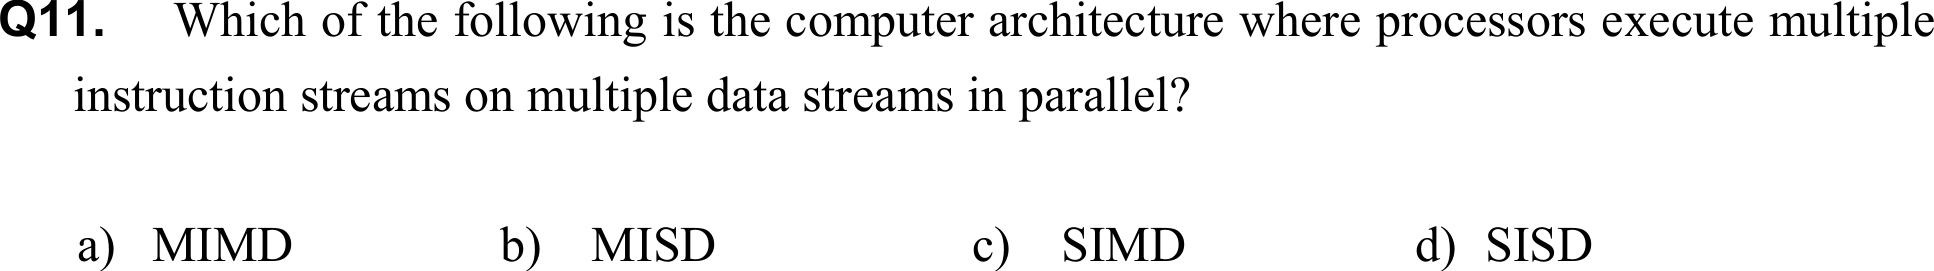 Q11. Which of the following is the computer architecture where processors execute multiple
instruction streams on multiple data streams in parallel?
a) MIMD b) MISD c) SIMD d) SISD